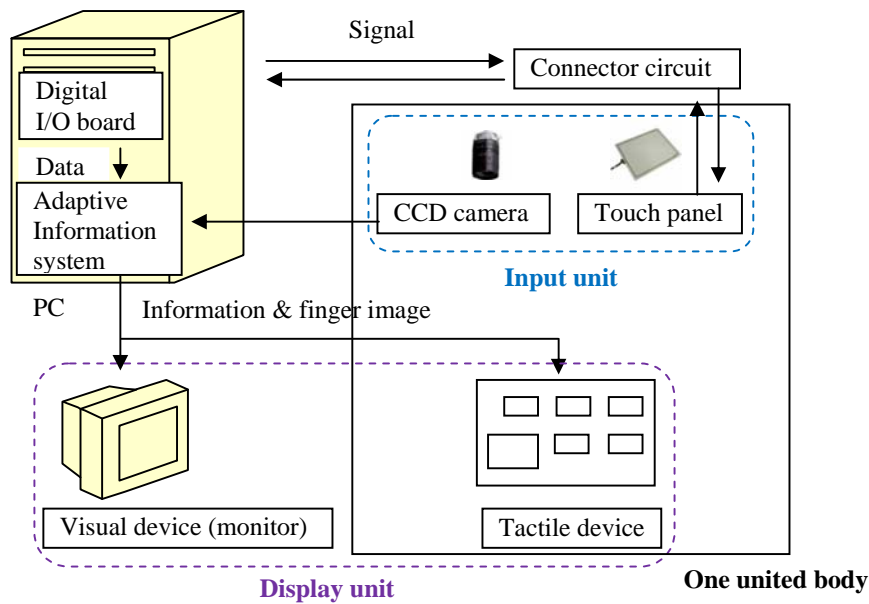 Signal
Connector circuit
Digital
I/O board
Data
Adaptive
Information
system
CCD camera
Touch panel
Input unit
PC
Information & finger image
Visual device (monitor)
Tactile device
Display unit
One united body